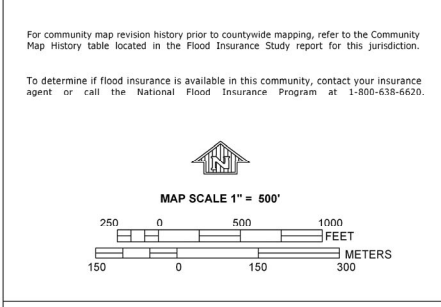 For community map revision history prior to countywide mapping, refer to the Community
Map History table located in the Flood Insurance Study report for this jurisdiction.
To determine if flood insurance is available in this community, contact your insurance
agent or call the National Flood Insurance Program at 1-800-638-6620.
N
MAP SCALE 1" = 500'
250 0 500 1000
FEET
METERS
150 0 150 300